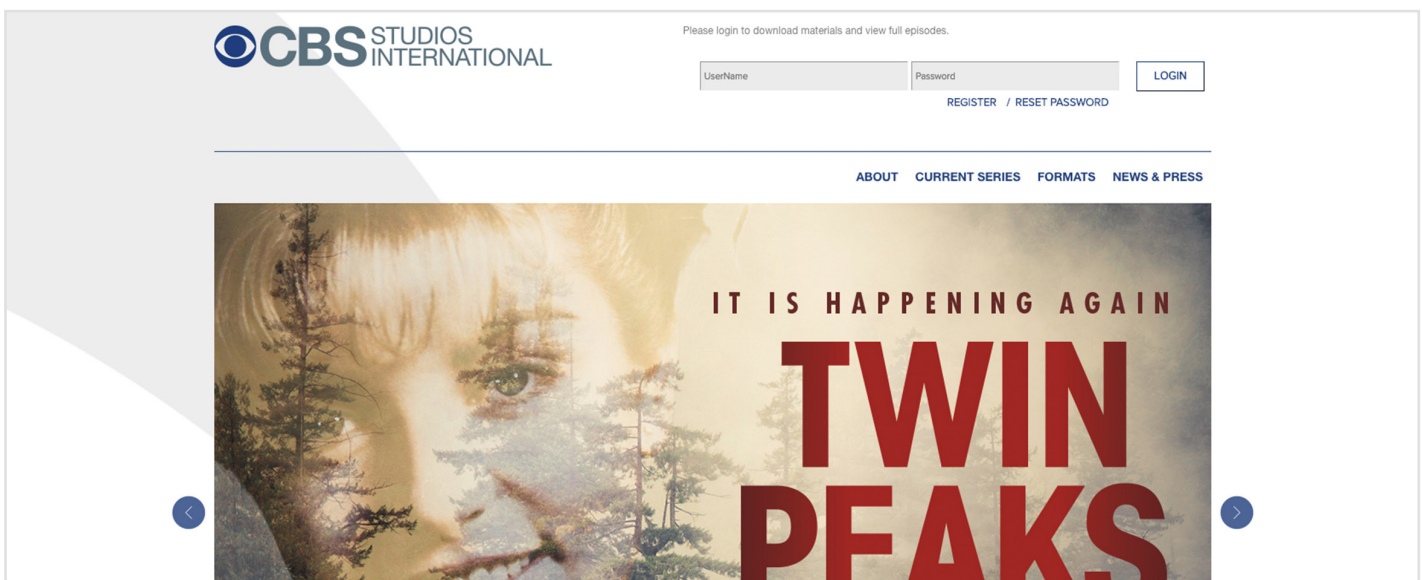 CBS STUDIOS
INTERNATIONAL
Please login to download materials and view full episodes.
UserName
Password
LOGIN
REGISTER / RESET PASSWORD
ABOUT CURRENT SERIES FORMATS NEWS & PRESS
IT IS HAPPENING AGAIN
TWIN
PEAKS